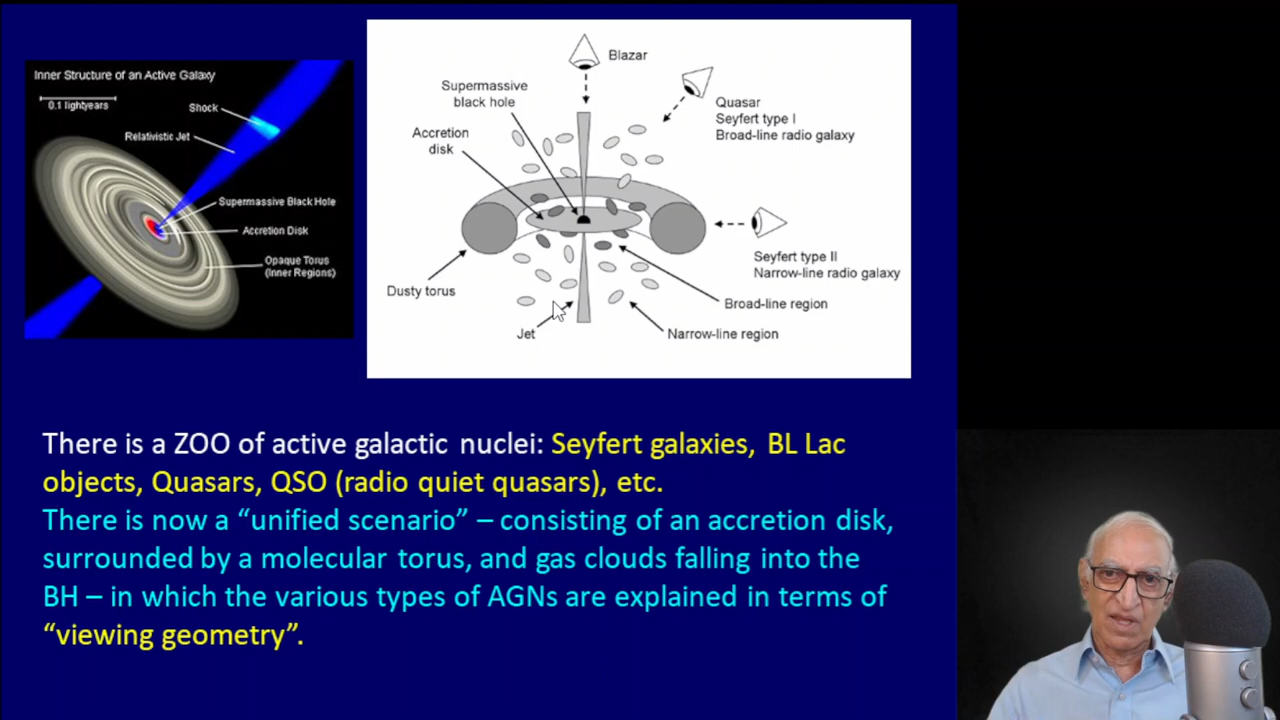 Inner Structure of an Active Galaxy
0.1 lightyears
Shock
Relativistic Jet
Supermassive Black Hole
Accretion Disk
Opaque Torus
(Inner Regions)
Blazar
Supermassive
black hole
Quasar
Seyfert type I
Broad-line radio galaxy
Accretion
disk
Seyfert type II
Narrow-line radio galaxy
Dusty torus
Broad-line region
Jet
Narrow-line region
There is a ZOO of active galactic nuclei: Seyfert galaxies, BL Lac
objects, Quasars, QSO (radio quiet quasars), etc.
There is now a “unified scenario” – consisting of an accretion disk,
surrounded by a molecular torus, and gas clouds falling into the
BH – in which the various types of AGNs are explained in terms of
“viewing geometry”.